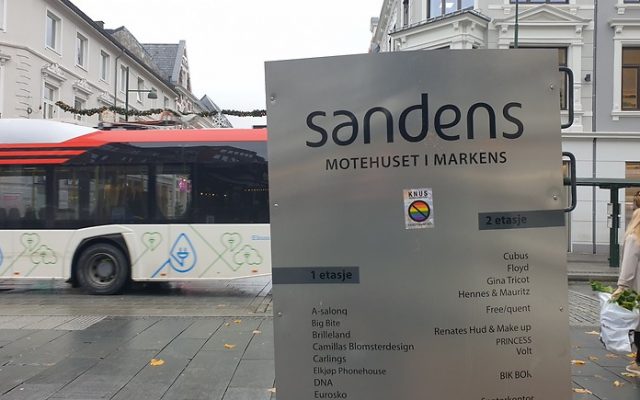 sandens
MOTEHUSET I MARKENS
KNUS
2 etasje
Cubus
Floyd
Gina Tricot
Hennes & Mauritz
Free/quent
Renates Hud & Make up
PRINCESS
Volt
BIK BOK
1 etasje
A-salong
Big Bite
Brilleland
Camillas Blomsterdesign
Carlings
Elkjøp Phonehouse
DNA
Eurosko